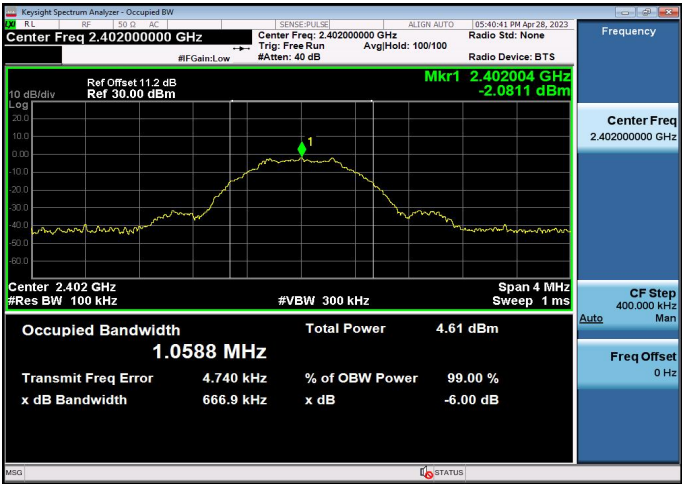 Keysight Spectrum Analyzer - Occupied BW
RL RF 50 Ω AC SENSE:PULSE ALIGN AUTO 05:40:41 PM Apr 28, 2023
Center Freq 2.402000000 GHz
Center Freq: 2.402000000 GHz
Radio Std: None
Trig: Free Run Avg|Hold: 100/100
#IFGain:Low
#Atten: 40 dB
Radio Device: BTS
Mkr1 2.402004 GHz
-2.0811 dBm
Ref Offset 11.2 dB
10 dB/div Ref 30.00 dBm
Log
20.0
10.0
0.00
-10.0
-20.0
-30.0
-40.0
-50.0
-60.0
1
Center 2.402 GHz
Span 4 MHz
#Res BW 100 kHz
#VBW 300 kHz
Sweep 1 ms
Occupied Bandwidth
1.0588 MHz
Total Power 4.61 dBm
Transmit Freq Error 4.740 kHz
% of OBW Power 99.00 %
x dB Bandwidth 666.9 kHz
x dB -6.00 dB
Frequency
Center Freq
2.402000000 GHz
CF Step
400.000 kHz
Auto Man
Freq Offset
0 Hz
MSG
STATUS